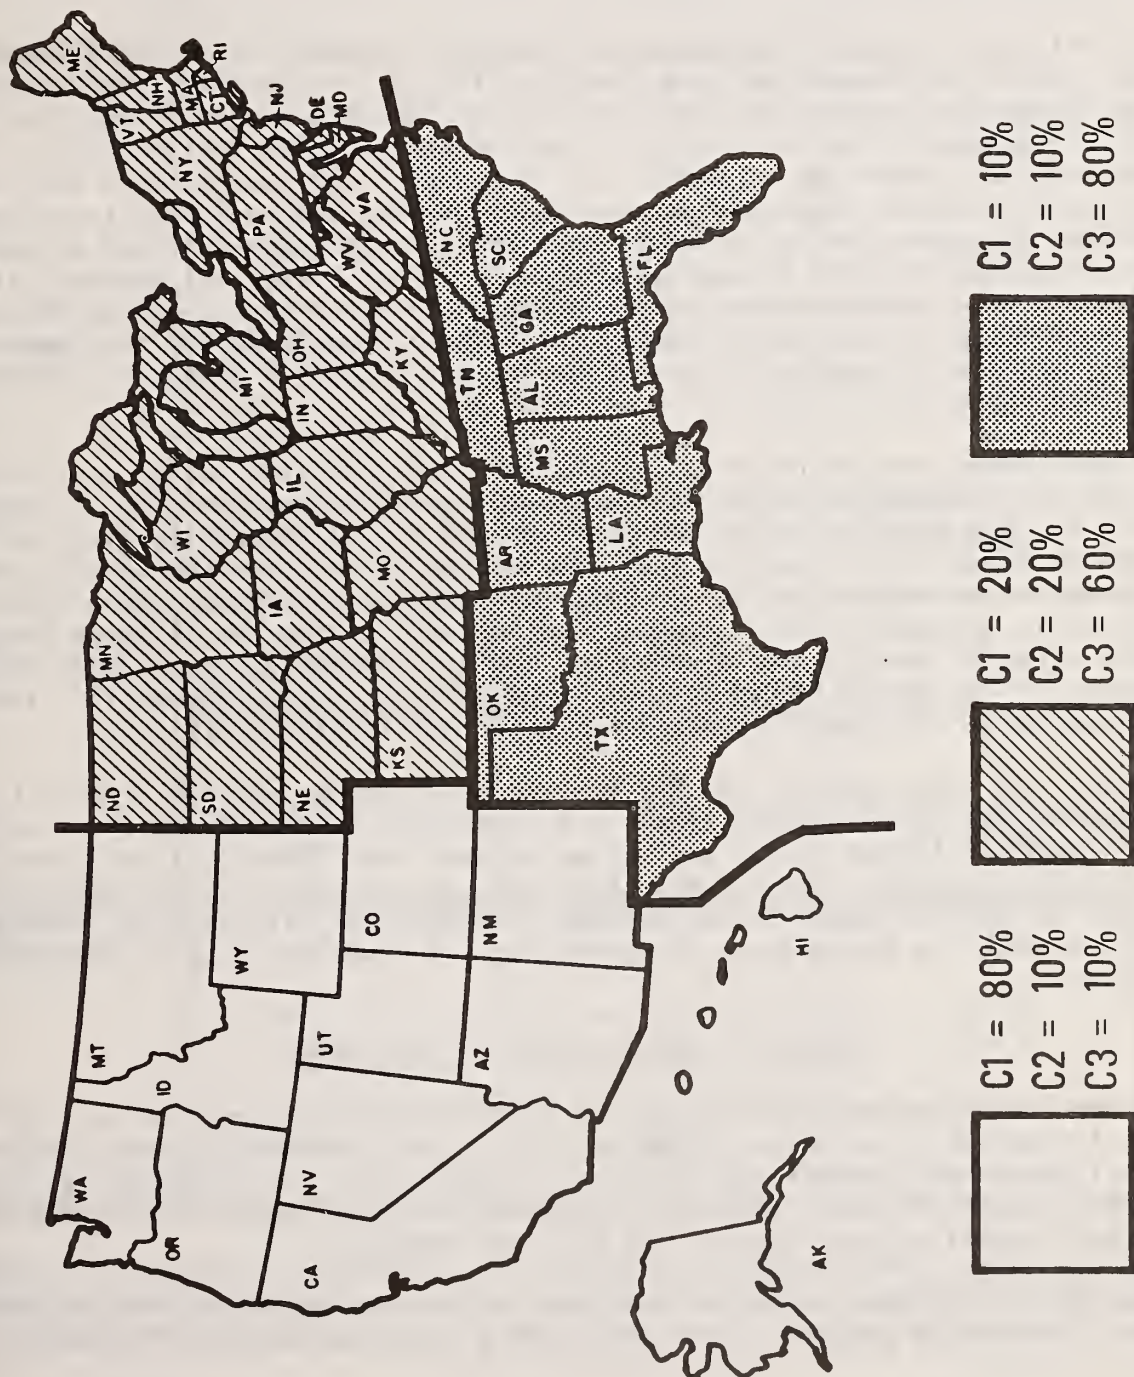 WA
OR
CA
NV
ID
MT
WY
UT
AZ
CO
NM
ND
SD
NE
KS
MN
IA
MO
WI
IL
MI
IN
OH
KY
WV
VA
PA
NY
VT
NH
ME
MA
RI
CT
NJ
DE
MD
OK
TX
AR
LA
TN
MS
AL
GA
NC
SC
FL
AK
HI
C1 = 80%
C2 = 10%
C3 = 10%
C1 = 20%
C2 = 20%
C3 = 60%
C1 = 10%
C2 = 10%
C3 = 80%